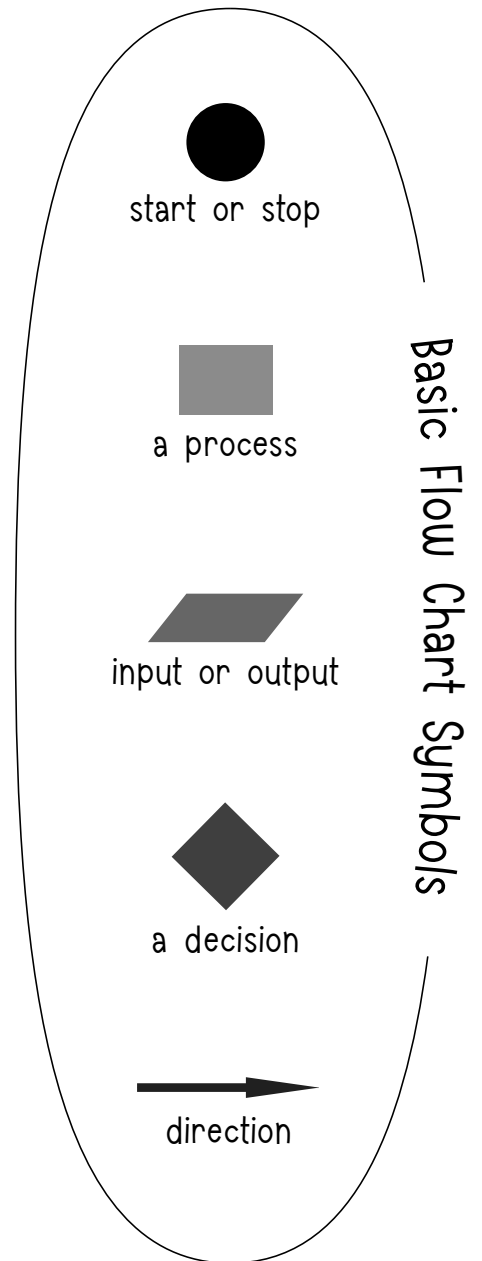 start or stop
a process
input or output
a decision
direction
Basic Flow Chart Symbols